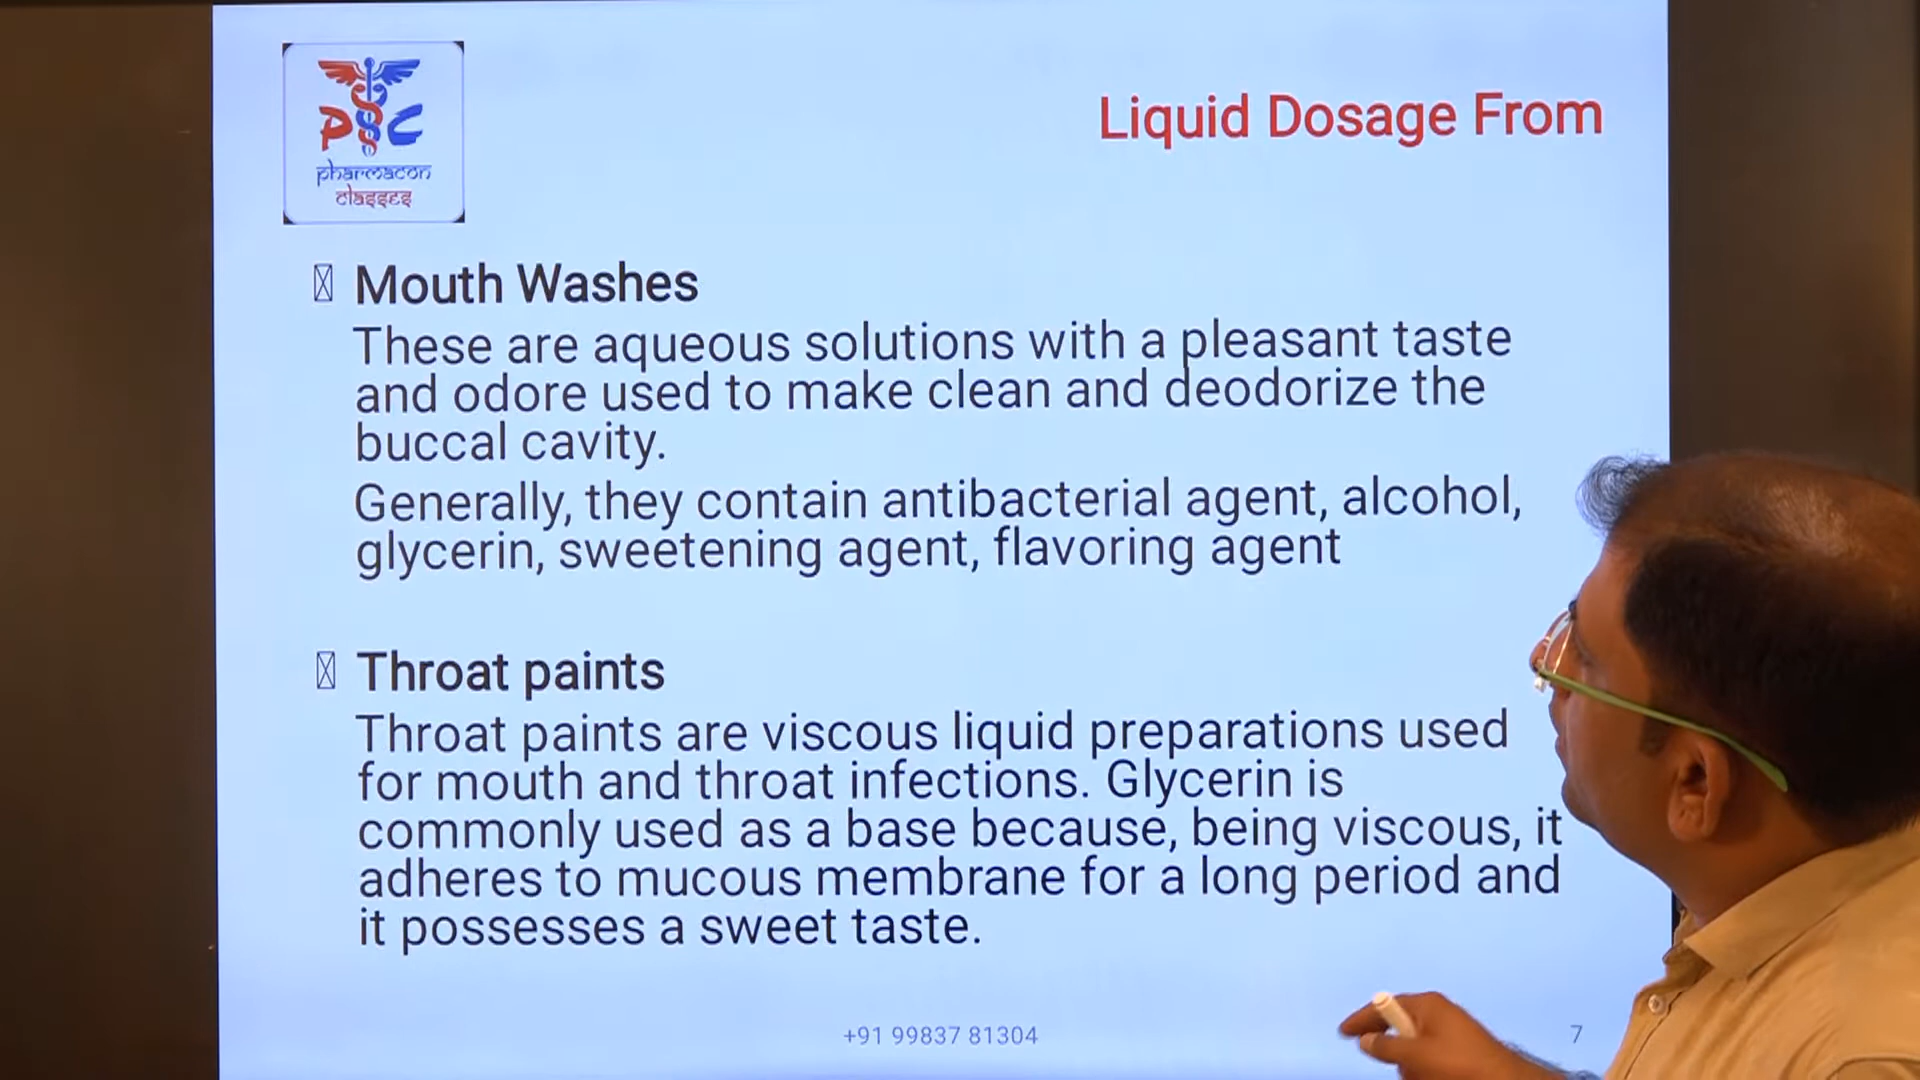 PSC
pharmacon
classes
Liquid Dosage From
Mouth Washes
These are aqueous solutions with a pleasant taste
and odore used to make clean and deodorize the
buccal cavity.
Generally, they contain antibacterial agent, alcohol,
glycerin, sweetening agent, flavoring agent
Throat paints
Throat paints are viscous liquid preparations used
for mouth and throat infections. Glycerin is
commonly used as a base because, being viscous, it
adheres to mucous membrane for a long period and
it possesses a sweet taste.
+91 99837 81304
7